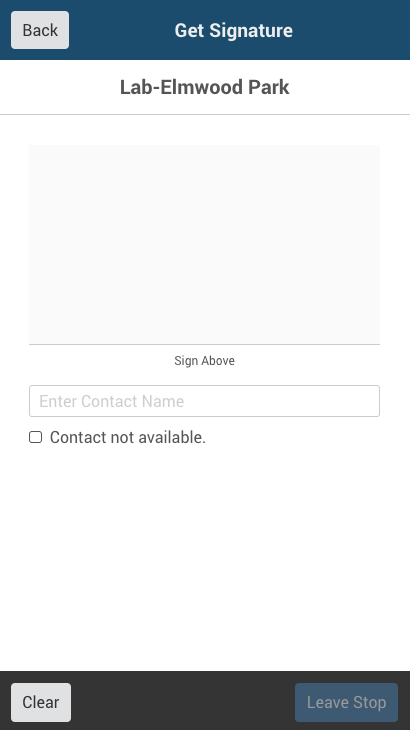 Back
Get Signature
Lab-Elmwood Park
Sign Above
Enter Contact Name
Contact not available.
Clear
Leave Stop